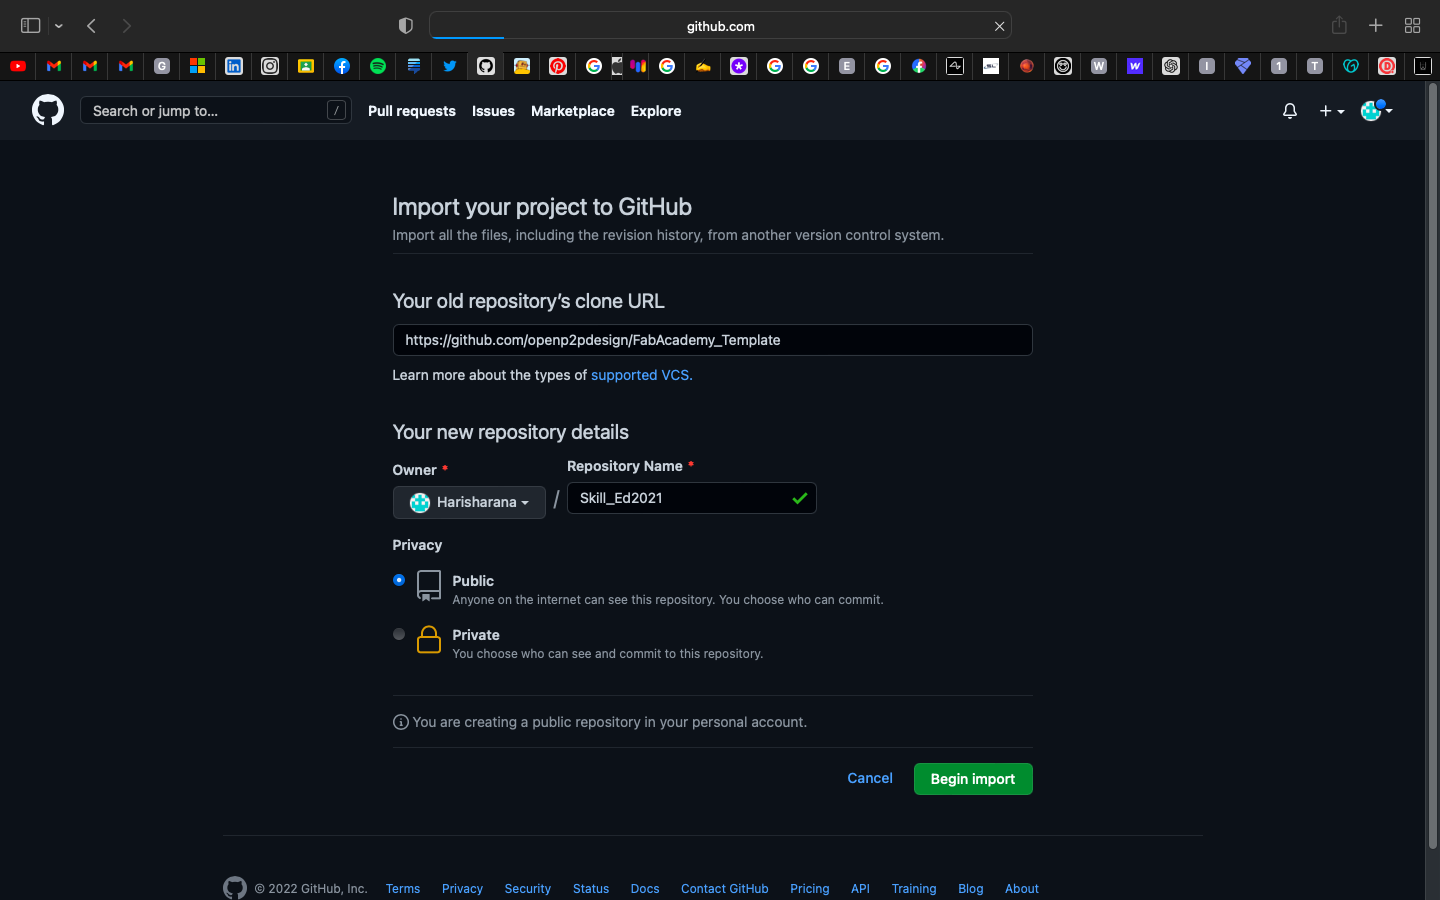 github.com
Search or jump to...
/
Pull requests
Issues
Marketplace
Explore
Import your project to GitHub
Import all the files, including the revision history, from another version control system.
Your old repository's clone URL
https://github.com/openp2pdesign/FabAcademy_Template
Learn more about the types of supported VCS.
Your new repository details
Owner *
Repository Name *
Harisharana
/
Skill_Ed2021
Privacy
Public
Anyone on the internet can see this repository. You choose who can commit.
Private
You choose who can see and commit to this repository.
You are creating a public repository in your personal account.
Cancel
Begin import
© 2022 GitHub, Inc.
Terms
Privacy
Security
Status
Docs
Contact GitHub
Pricing
API
Training
Blog
About